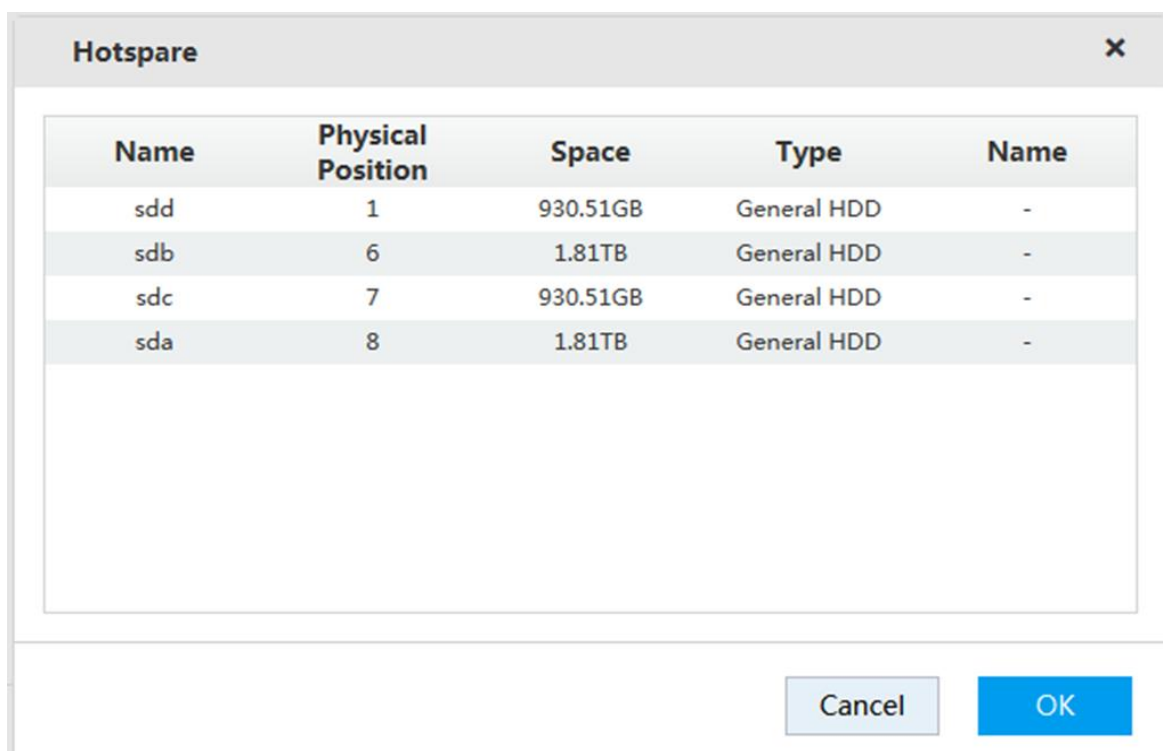 Hotspare ×
Name Physical Position Space Type Name
sdd 1 930.51GB General HDD -
sdb 6 1.81TB General HDD -
sdc 7 930.51GB General HDD -
sda 8 1.81TB General HDD -
Cancel OK